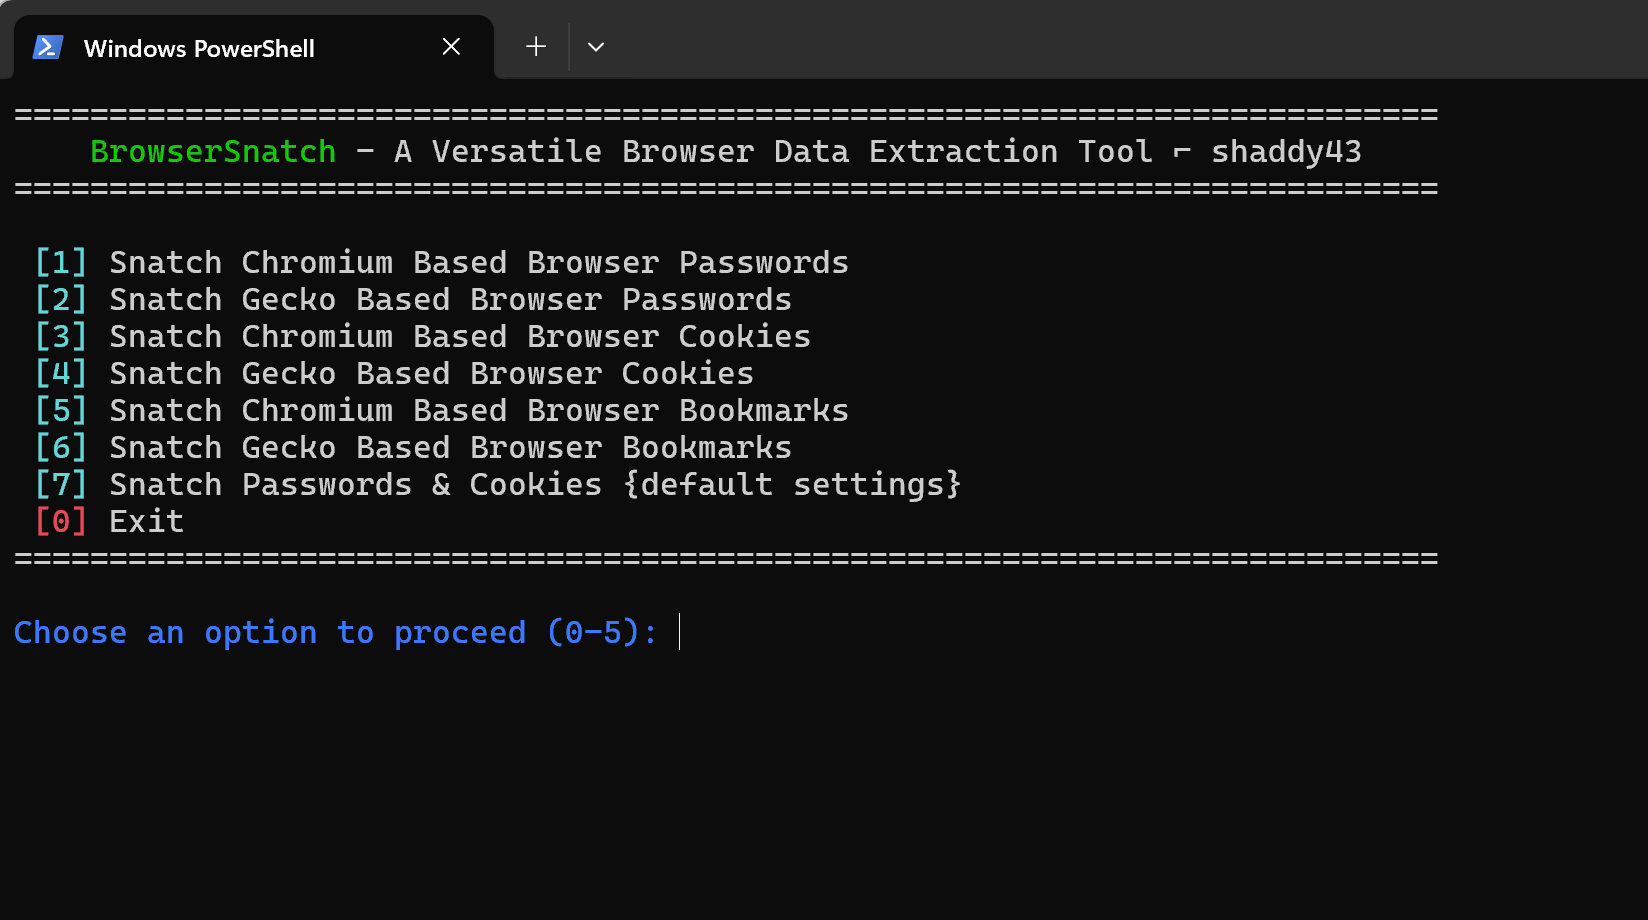 Windows PowerShell
===========================================================================
BrowserSnatch - A Versatile Browser Data Extraction Tool ⌐ shaddy43
===========================================================================
[1] Snatch Chromium Based Browser Passwords
[2] Snatch Gecko Based Browser Passwords
[3] Snatch Chromium Based Browser Cookies
[4] Snatch Gecko Based Browser Cookies
[5] Snatch Chromium Based Browser Bookmarks
[6] Snatch Gecko Based Browser Bookmarks
[7] Snatch Passwords & Cookies {default settings}
[0] Exit
===========================================================================
Choose an option to proceed (0-5):